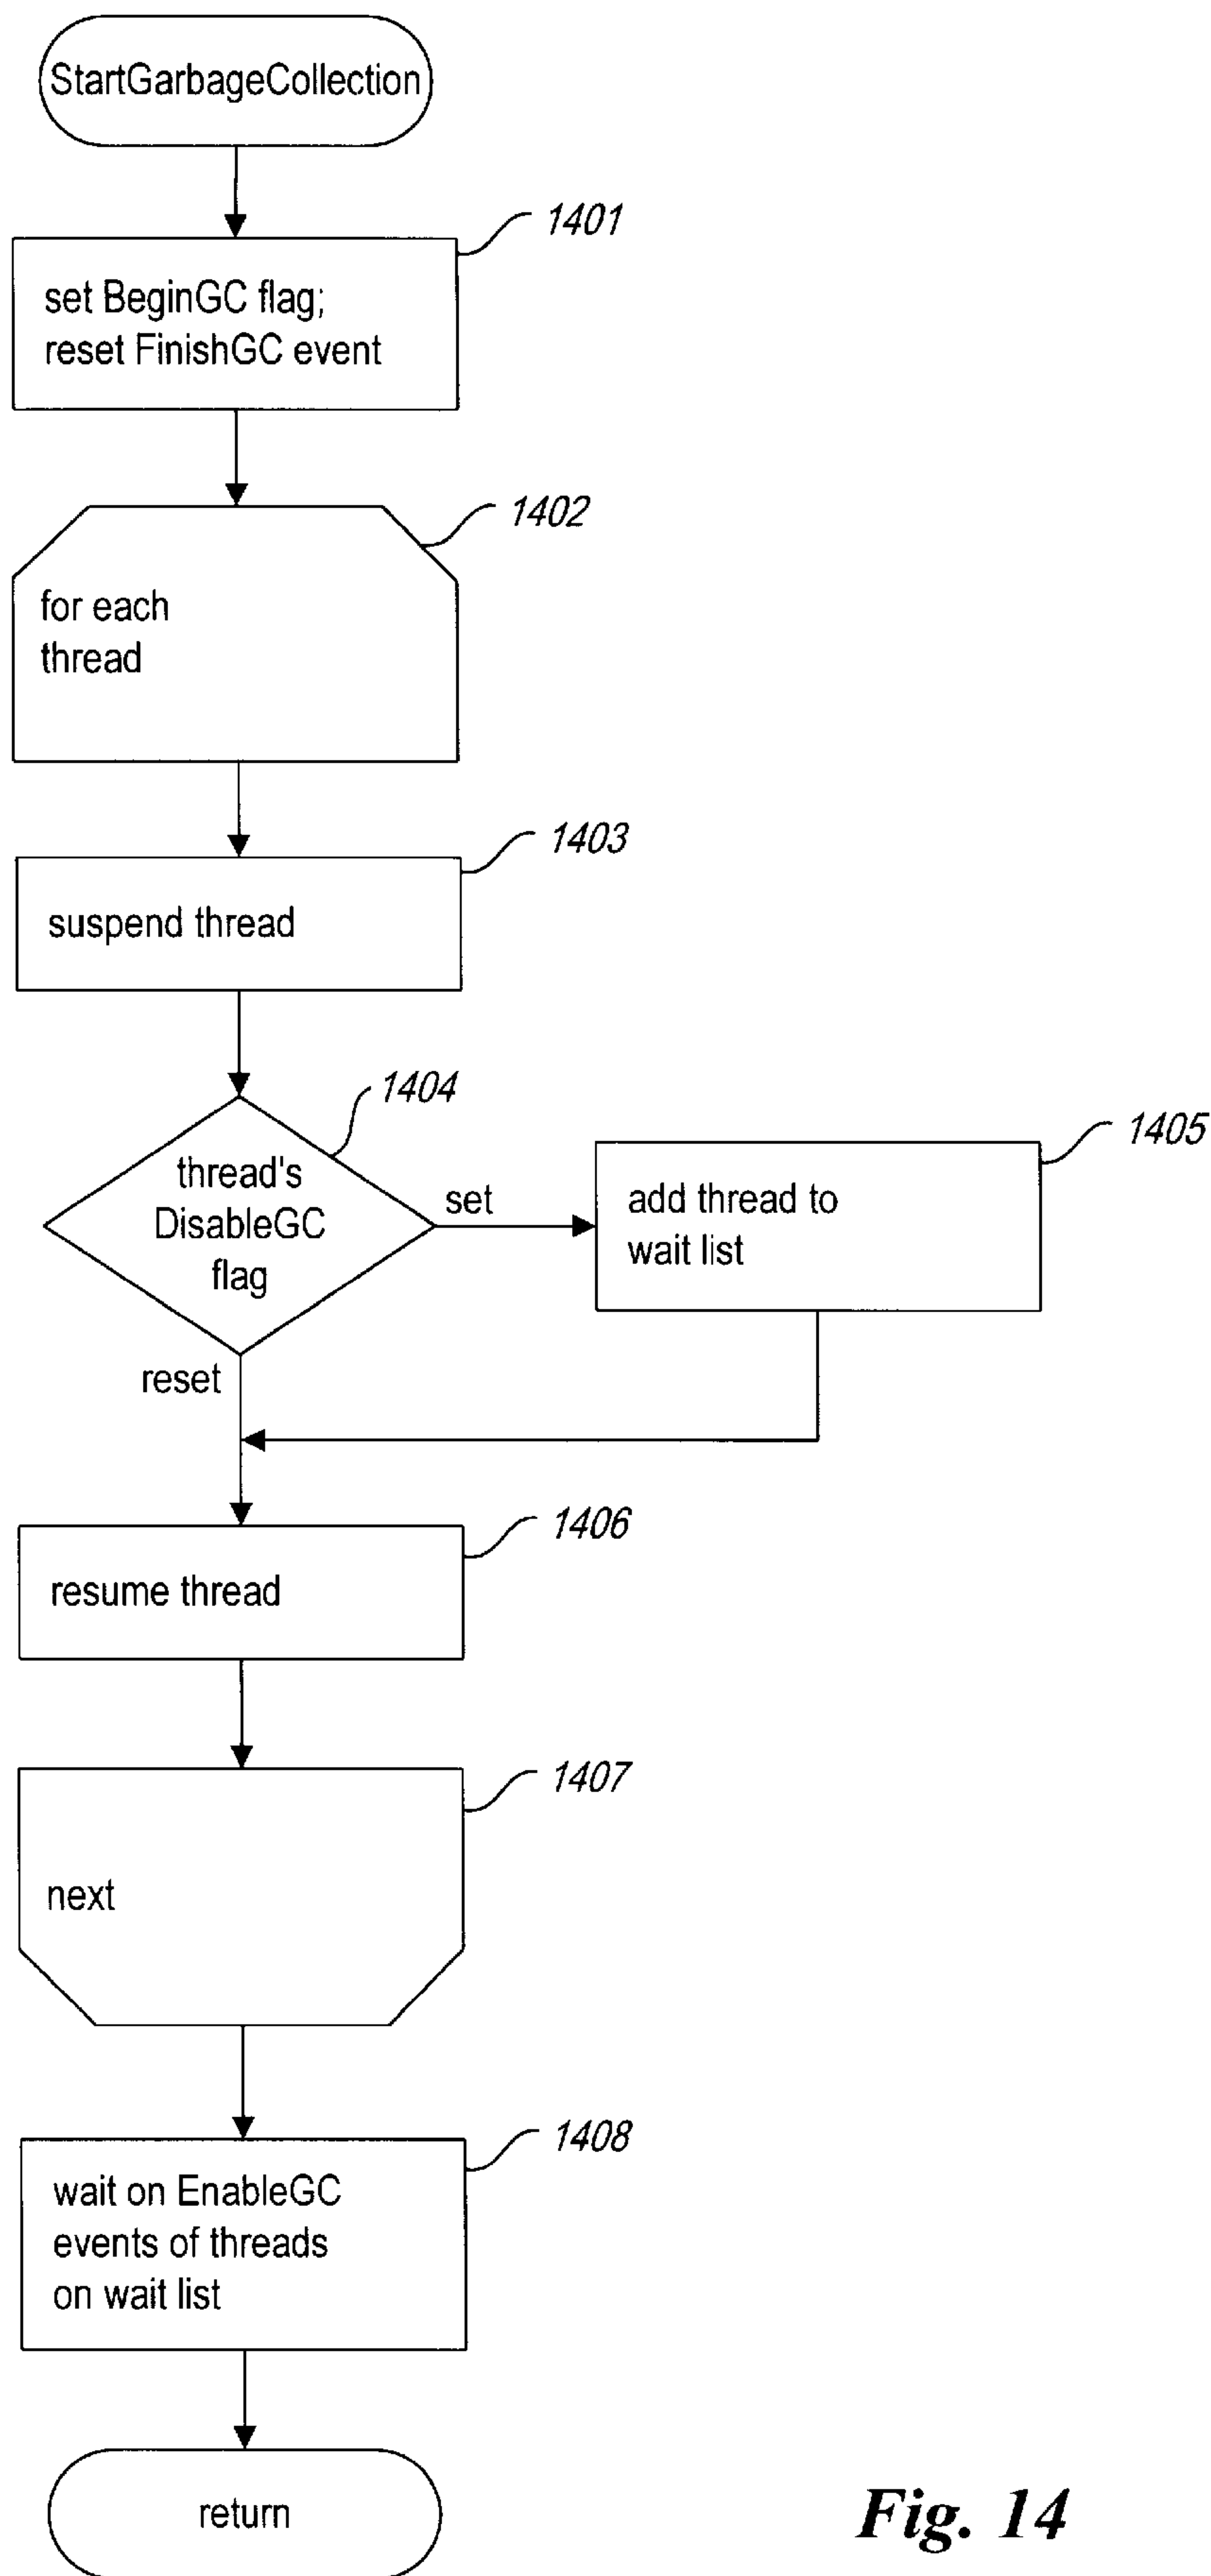 StartGarbageCollection
1401
set BeginGC flag;
reset FinishGC event
1402
for each
thread
1403
suspend thread
1404
thread's
DisableGC
flag
set
1405
add thread to
wait list
reset
1406
resume thread
1407
next
1408
wait on EnableGC
events of threads
on wait list
return
Fig. 14